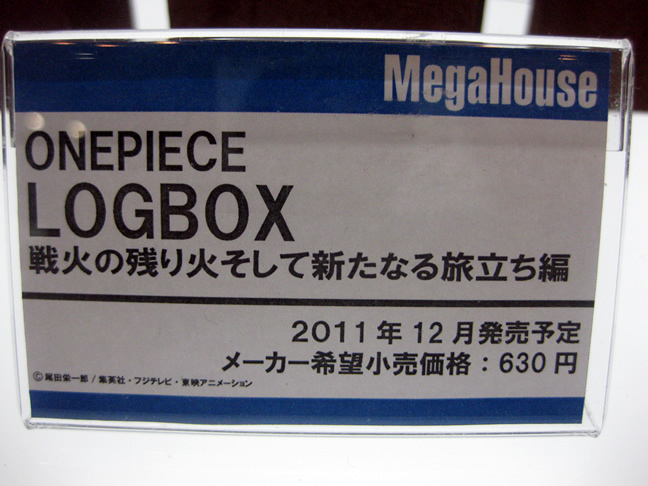 MegaHouse
ONEPIECE
LOGBOX
戦火の残り火そして新たなる旅立ち編
2011年12月発売予定
メーカー希望小売価格：630円
©尾田栄一郎/集英社・フジテレビ・東映アニメーション